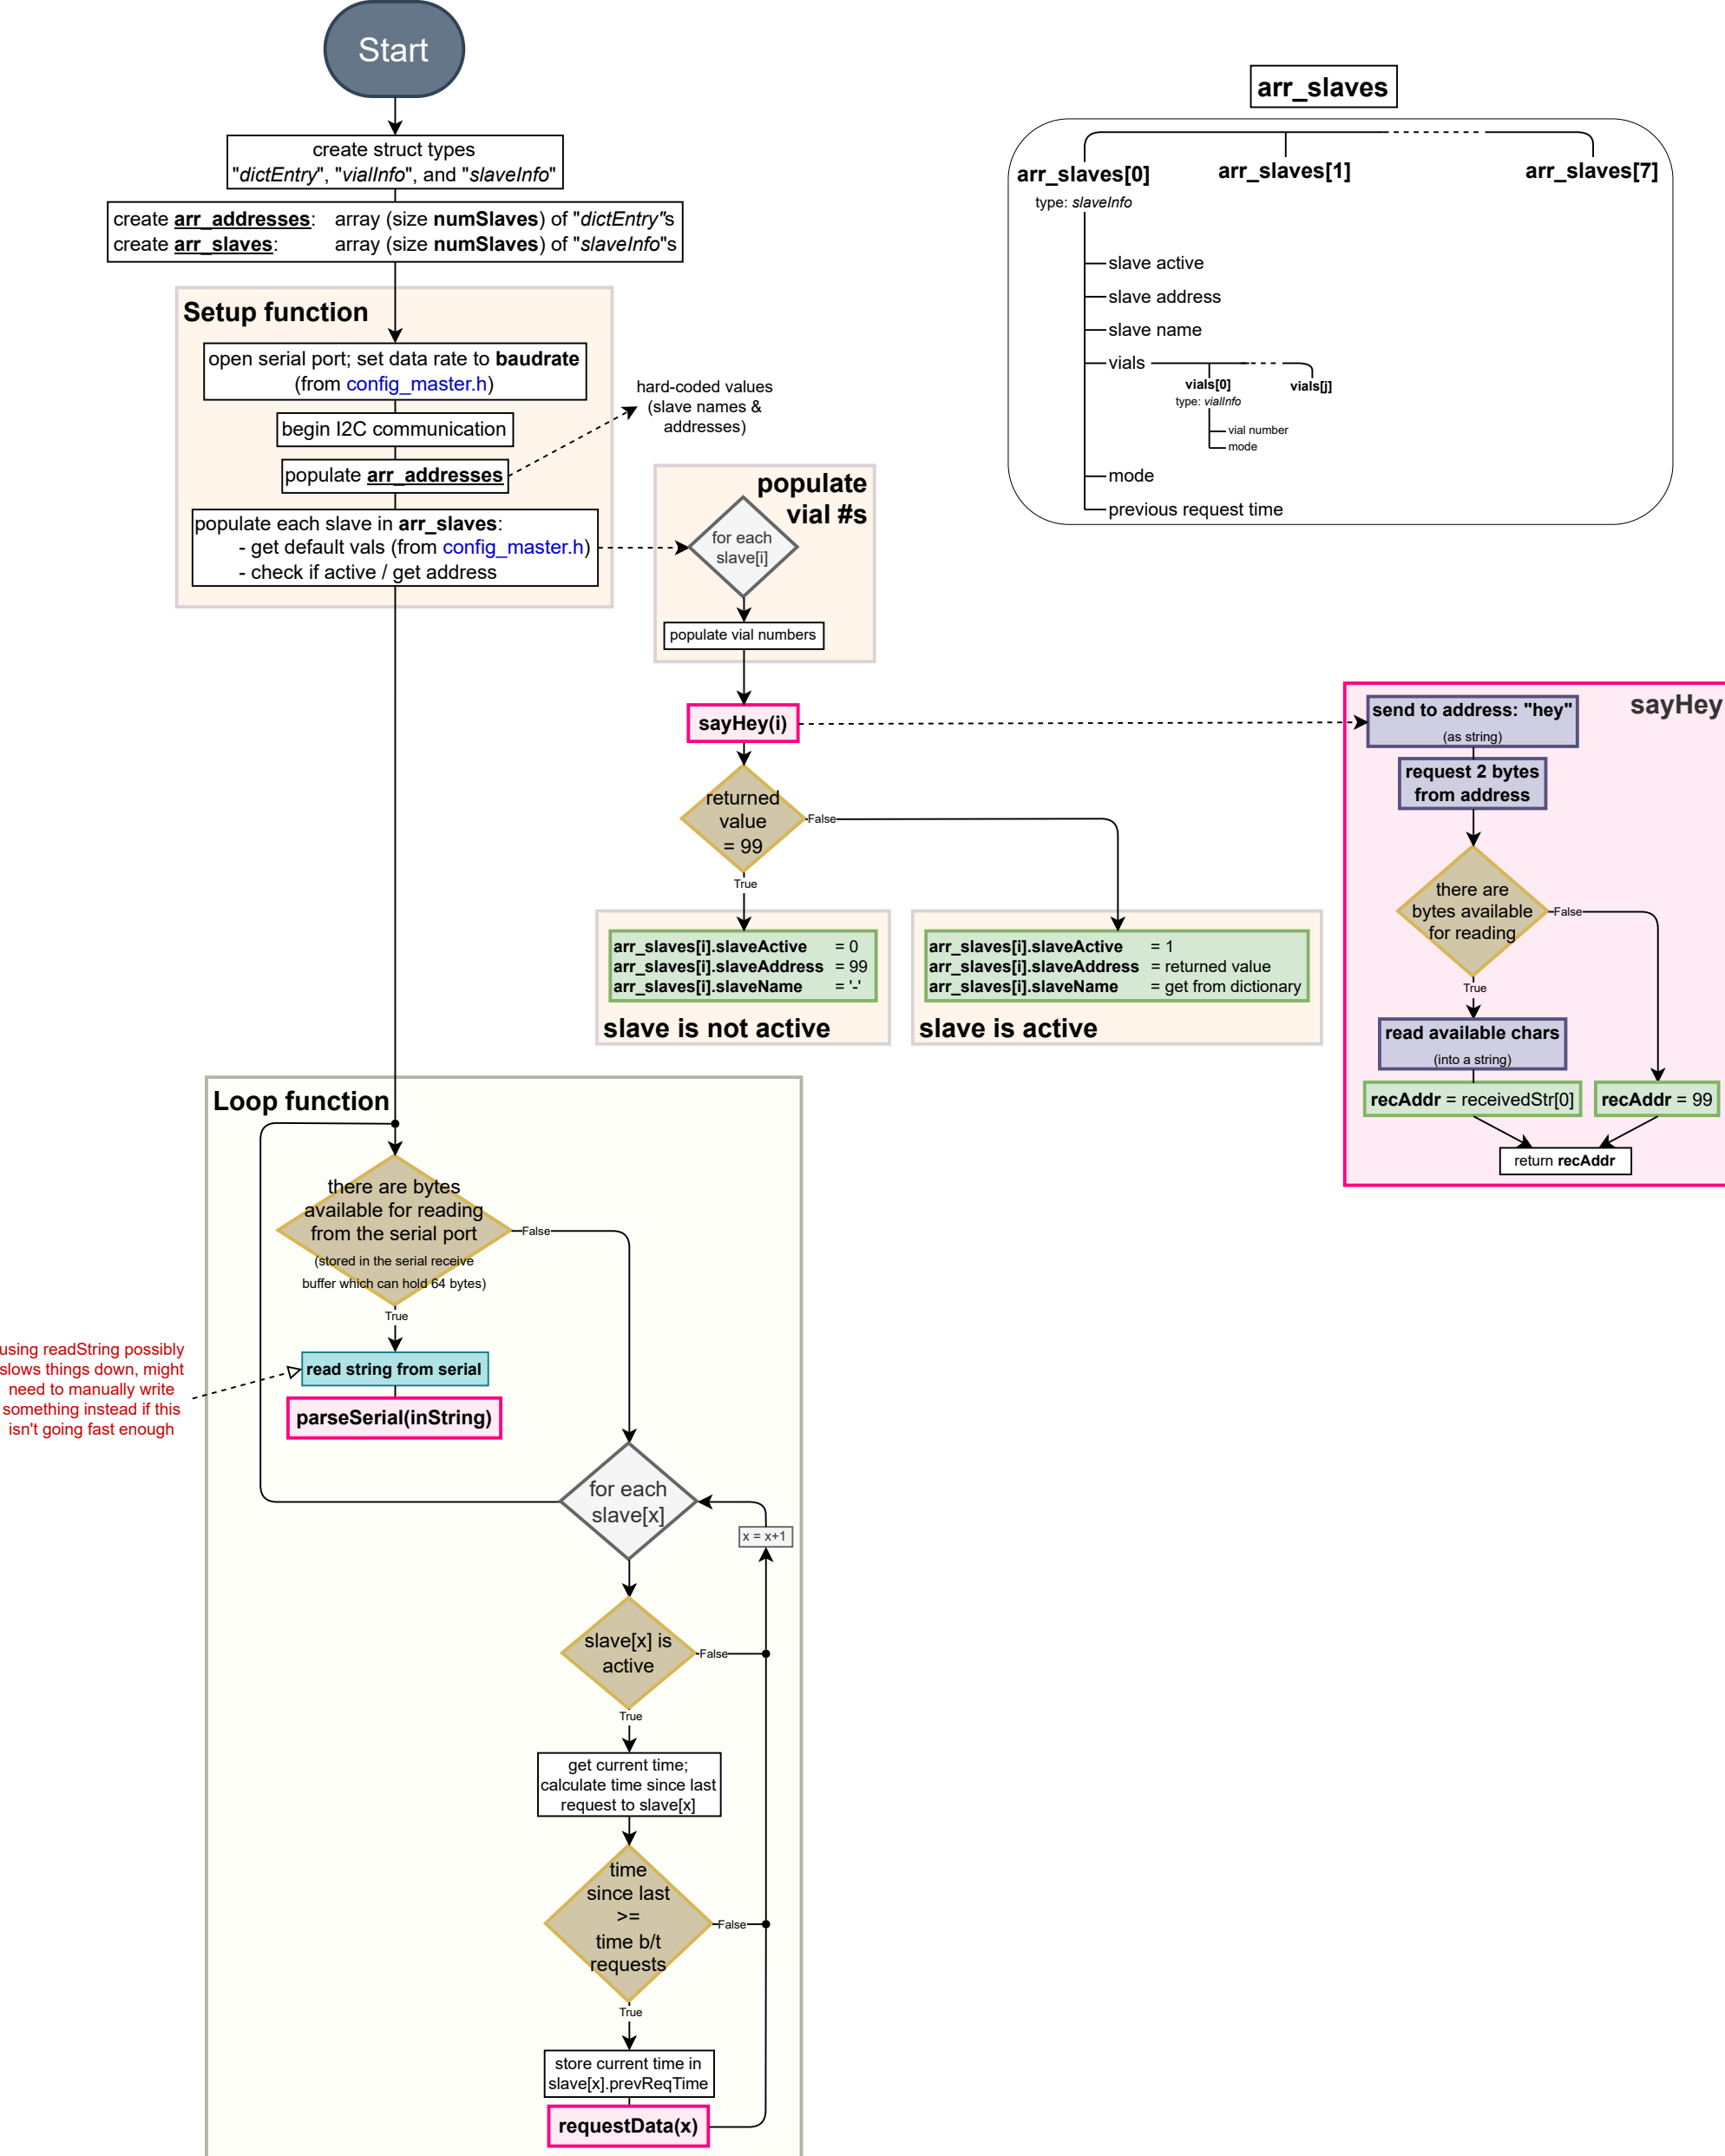 Start
create struct types
"dictEntry", "vialInfo", and "slaveInfo"
create arr_addresses: array (size numSlaves) of "dictEntry"s
create arr_slaves: array (size numSlaves) of "slaveInfo"s
Setup function
open serial port; set data rate to baudrate
(from config_master.h)
begin I2C communication
populate arr_addresses
populate each slave in arr_slaves:
- get default vals (from config_master.h)
- check if active / get address
hard-coded values
(slave names &
addresses)
populate
vial #s
for each
slave[i]
populate vial numbers
sayHey(i)
returned
value
= 99
False
True
arr_slaves[i].slaveActive = 0
arr_slaves[i].slaveAddress = 99
arr_slaves[i].slaveName = '-'
slave is not active
arr_slaves[i].slaveActive = 1
arr_slaves[i].slaveAddress = returned value
arr_slaves[i].slaveName = get from dictionary
slave is active
arr_slaves
arr_slaves[0]
type: slaveInfo
arr_slaves[1]
arr_slaves[7]
slave active
slave address
slave name
vials
vials[0]
type: vialInfo
vials[j]
vial number
mode
mode
previous request time
sayHey
send to address: "hey"
(as string)
request 2 bytes
from address
there are
bytes available
for reading
False
True
read available chars
(into a string)
recAddr = receivedStr[0]
recAddr = 99
return recAddr
Loop function
there are bytes
available for reading
from the serial port
(stored in the serial receive
buffer which can hold 64 bytes)
False
True
using readString possibly
slows things down, might
need to manually write
something instead if this
isn't going fast enough
read string from serial
parseSerial(inString)
for each
slave[x]
x = x+1
slave[x] is
active
False
True
get current time;
calculate time since last
request to slave[x]
time
since last
>=
time b/t
requests
False
True
store current time in
slave[x].prevReqTime
requestData(x)